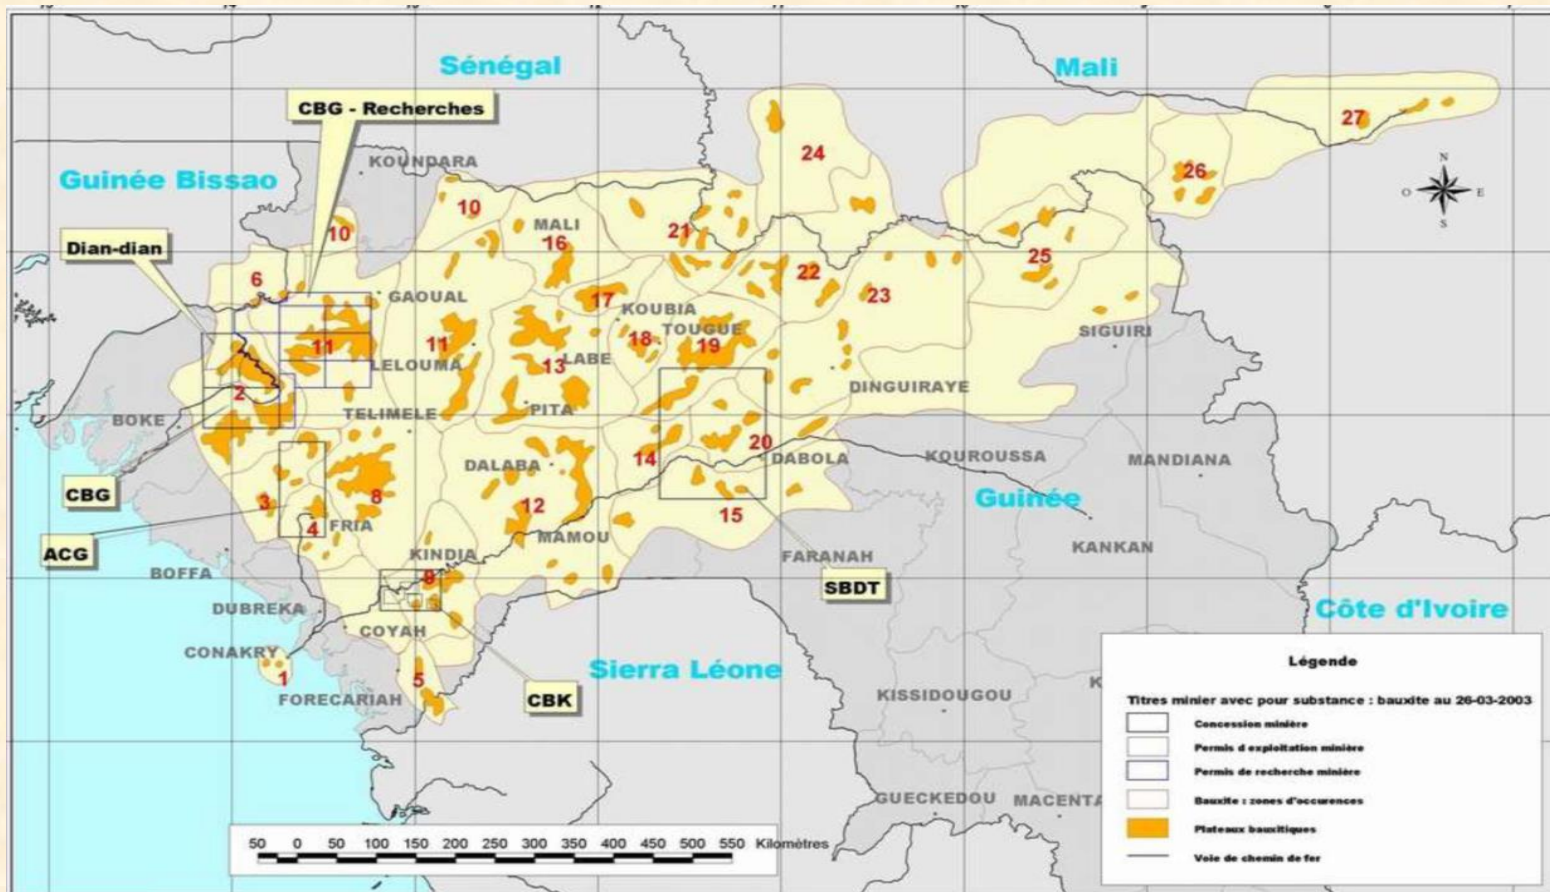 Sénégal
Mali
CBG - Recherches
27
KOUNDARA
24
Guinée Bissao
26
N
O
E
S
10
MALI
21
10
16
Dian-dian
25
6
22
GAOUAL
17
23
KOUBIA
TOUGUE
SIGUIRI
11
11
18
19
LELOUMA
13
LABE
DINGUIRAYE
2
BOKE
TELIMELE
PITA
20
14
DALABA
DABOLA
KOUROUSSA
MANDIANA
CBG
8
Guinée
3
12
15
4
FRIA
MAMOU
ACG
KINDIA
FARANAH
KANKAN
BOFFA
9
SBDT
DUBREKA
Côte d'Ivoire
COYAH
CONAKRY
1
5
Sierra Léone
FORECARIAH
CBK
KISSIDOUGOU
K
Légende
Titres minier avec pour substance : bauxite au 26-03-2003
Concession minière
Permis d exploitation minière
Permis de recherche minière
Bauxite : zones d'occurences
Plateaux bauxitiques
Voie de chemin de fer
GUECKEDOU
MACENTA
50 0 50 100 150 200 250 300 350 400 450 500 550 Kilomètres